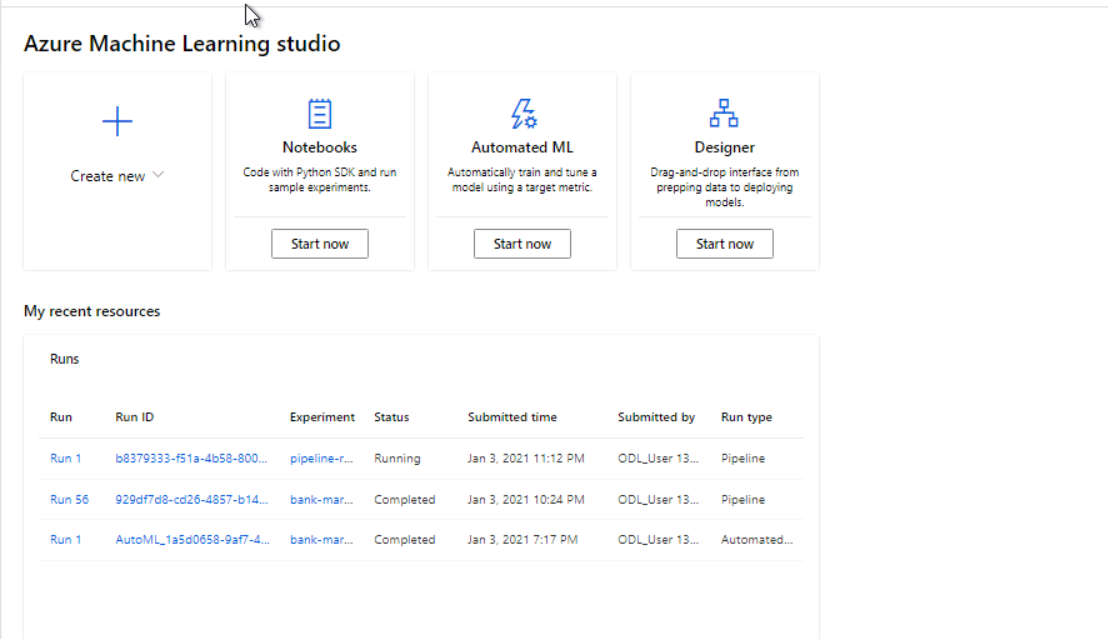 Azure Machine Learning studio
Create new
Notebooks
Code with Python SDK and run
sample experiments.
Start now
Automated ML
Automatically train and tune a
model using a target metric.
Start now
Designer
Drag-and-drop interface from
prepping data to deploying
models.
Start now
My recent resources
Runs
Run Run ID Experiment Status Submitted time Submitted by Run type
Run 1 b8379333-f51a-4b58-800... pipeline-r... Running Jan 3, 2021 11:12 PM ODL_User 13... Pipeline
Run 56 929df7d8-cd26-4857-b14... bank-mar... Completed Jan 3, 2021 10:24 PM ODL_User 13... Pipeline
Run 1 AutoML_1a5d0658-9af7-4... bank-mar... Completed Jan 3, 2021 7:17 PM ODL_User 13... Automated...